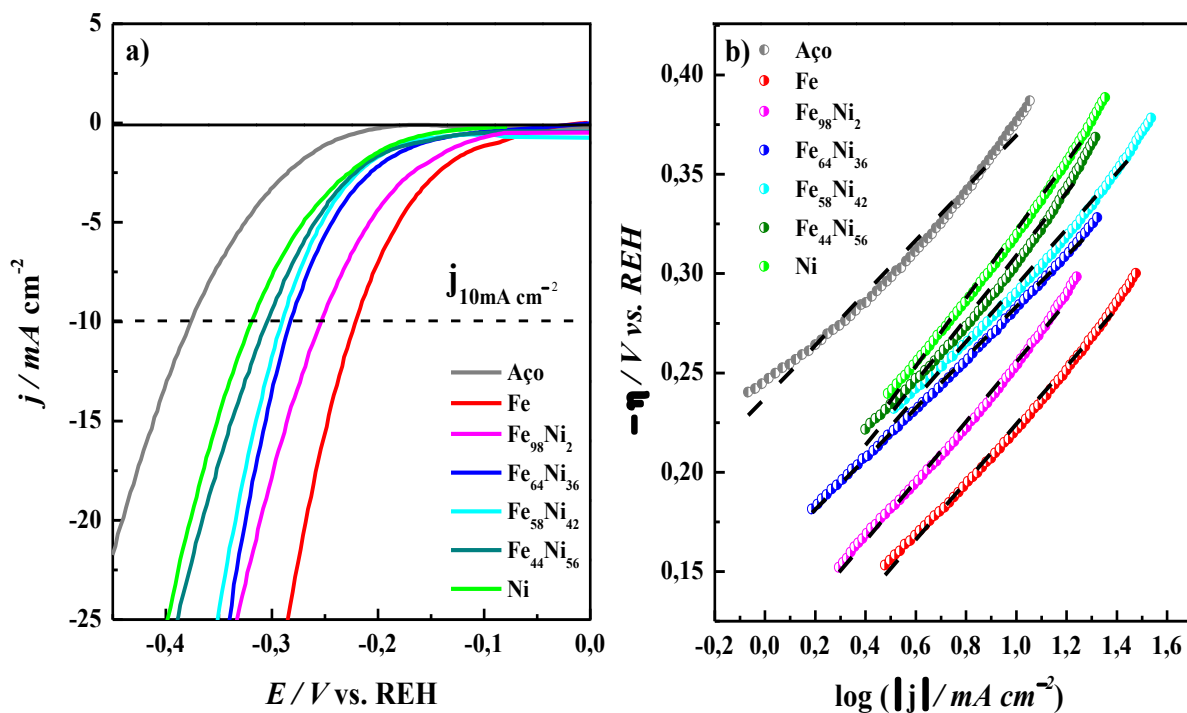 a)
5
0
-5
-10
-15
-20
-25
j / mA cm⁻²
j10mA cm⁻²
Aço
Fe
Fe98Ni2
Fe64Ni36
Fe58Ni42
Fe44Ni56
Ni
-0,4 -0,3 -0,2 -0,1 0,0
E / V vs. REH
b)
0,40
0,35
0,30
0,25
0,20
0,15
−η / V vs. REH
Aço
Fe
Fe98Ni2
Fe64Ni36
Fe58Ni42
Fe44Ni56
Ni
-0,2 0,0 0,2 0,4 0,6 0,8 1,0 1,2 1,4 1,6
log (|j| / mA cm⁻²)